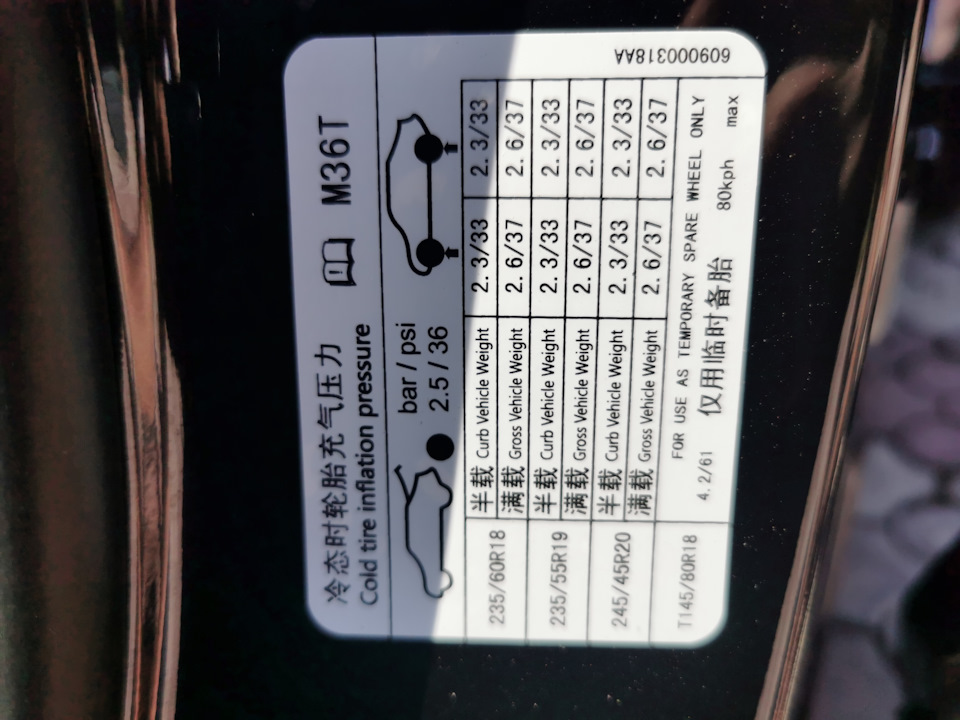 冷态时轮胎充气压力 M36T
Cold tire inflation pressure
bar / psi
2.5 / 36
235/60R18 半载 Curb Vehicle Weight 2.3/33 2.3/33
满载 Gross Vehicle Weight 2.6/37 2.6/37
235/55R19 半载 Curb Vehicle Weight 2.3/33 2.3/33
满载 Gross Vehicle Weight 2.6/37 2.6/37
245/45R20 半载 Curb Vehicle Weight 2.3/33 2.3/33
满载 Gross Vehicle Weight 2.6/37 2.6/37
T145/80R18 4.2/61 FOR USE AS TEMPORARY SPARE WHEEL ONLY
仅用临时备胎 80kph max
609000318AA